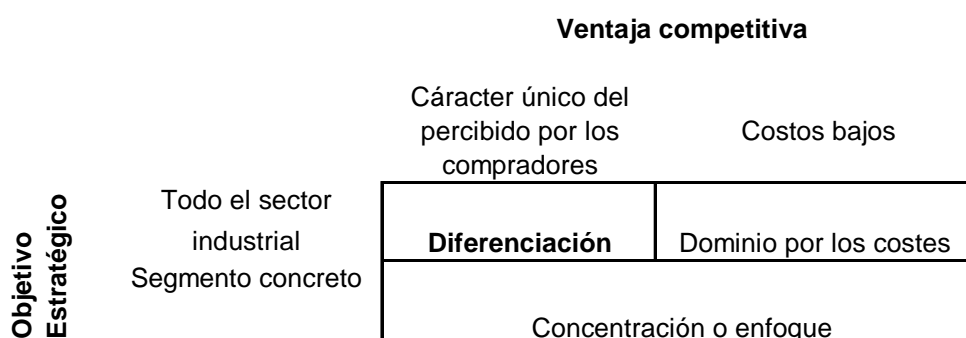 Ventaja competitiva
Cáracter único del
percibido por los
compradores
Costos bajos
Objetivo
Estratégico
Todo el sector
industrial
Segmento concreto
Diferenciación
Dominio por los costes
Concentración o enfoque